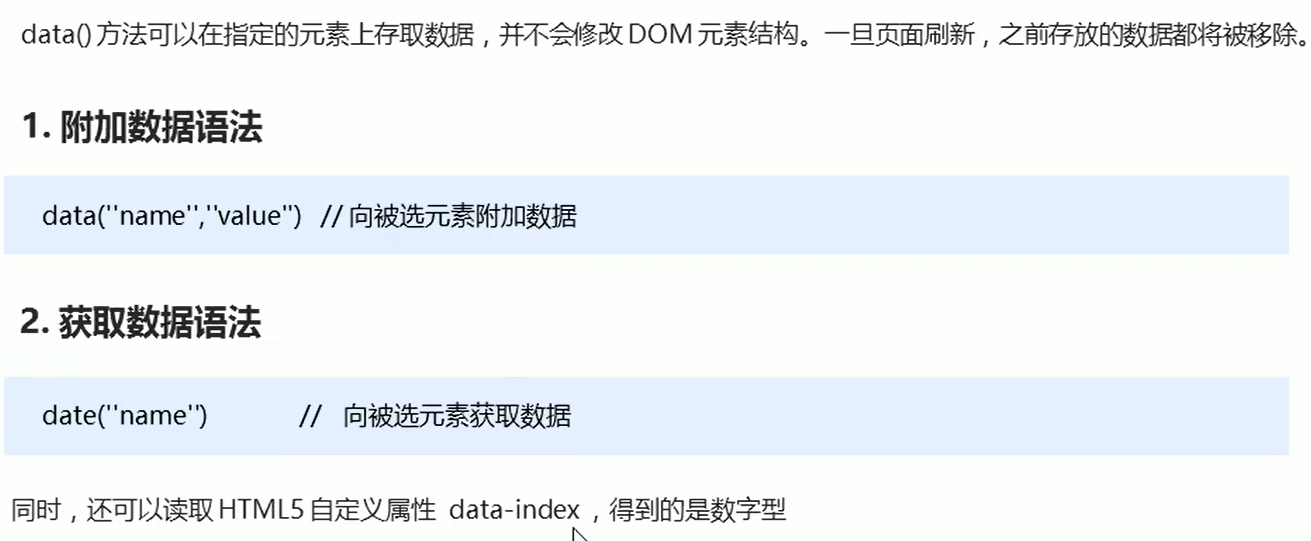 data()方法可以在指定的元素上存取数据，并不会修改 DOM 元素结构。一旦页面刷新，之前存放的数据都将被移除。
1. 附加数据语法
data(''name'',''value'') // 向被选元素附加数据
2. 获取数据语法
date(''name'') // 向被选元素获取数据
同时，还可以读取 HTML5 自定义属性 data-index ，得到的是数字型